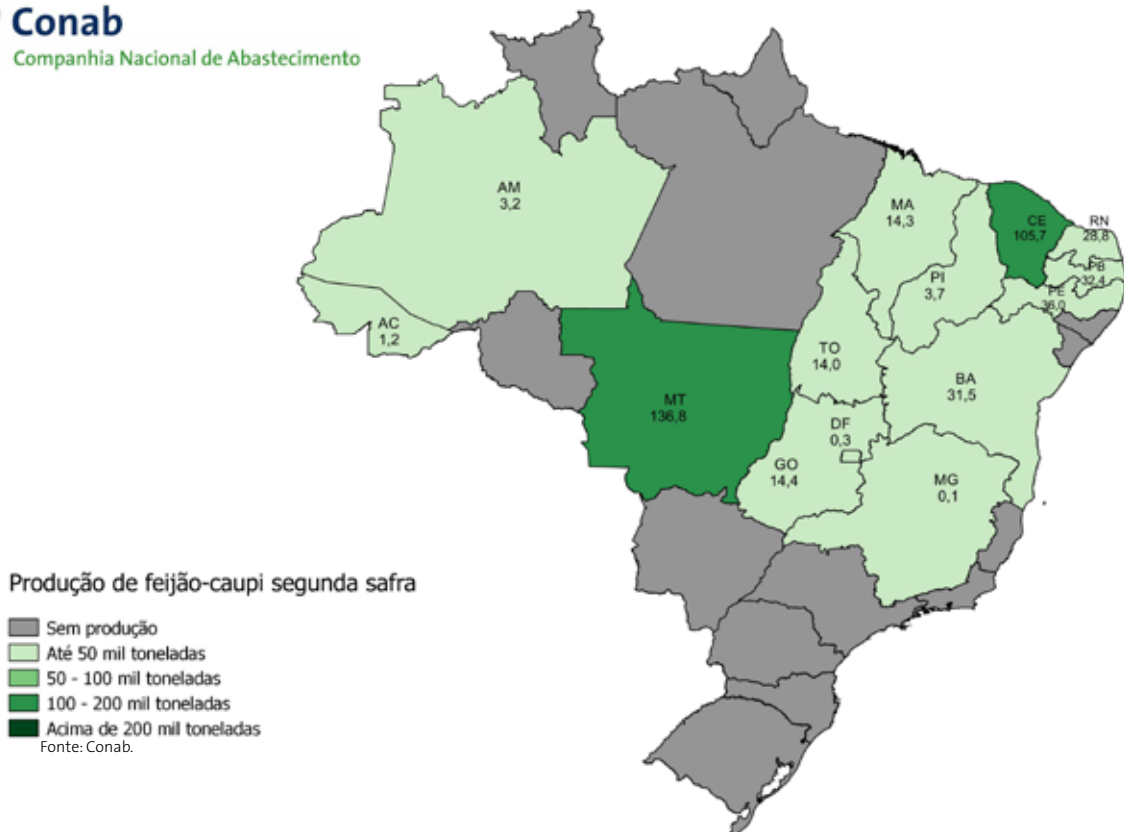 Conab
Companhia Nacional de Abastecimento
AM
3,2
MA
14,3
CE
105,7
RN
28,8
PB
32,4
PI
3,7
PE
36,0
AC
1,2
TO
14,0
BA
31,5
MT
136,8
DF
0,3
GO
14,4
MG
0,1
Produção de feijão-caupi segunda safra
Sem produção
Até 50 mil toneladas
50 - 100 mil toneladas
100 - 200 mil toneladas
Acima de 200 mil toneladas
Fonte: Conab.